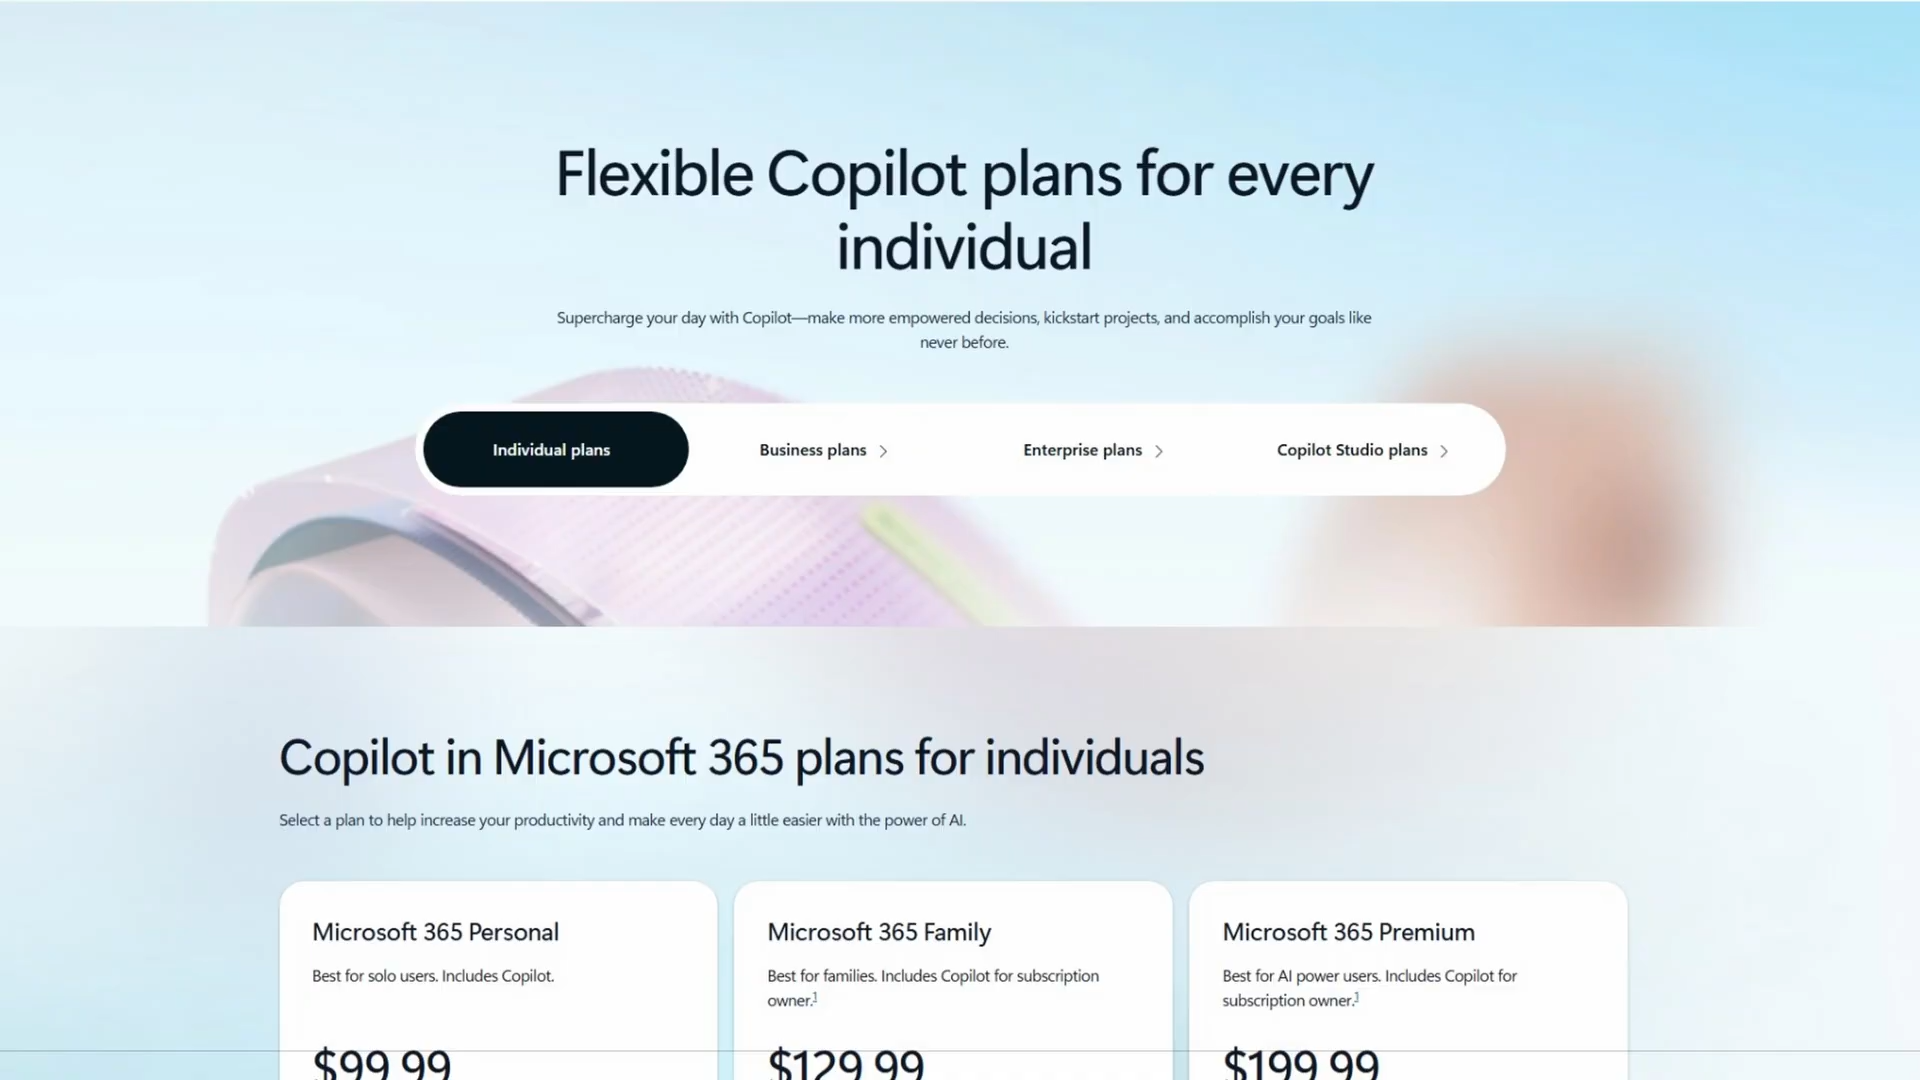 Flexible Copilot plans for every
individual
Supercharge your day with Copilot—make more empowered decisions, kickstart projects, and accomplish your goals like
never before.
Individual plans
Business plans
Enterprise plans
Copilot Studio plans
Copilot in Microsoft 365 plans for individuals
Select a plan to help increase your productivity and make every day a little easier with the power of AI.
Microsoft 365 Personal
Best for solo users. Includes Copilot.
$99.99
Microsoft 365 Family
Best for families. Includes Copilot for subscription
owner.1
$129.99
Microsoft 365 Premium
Best for AI power users. Includes Copilot for
subscription owner.1
$199.99